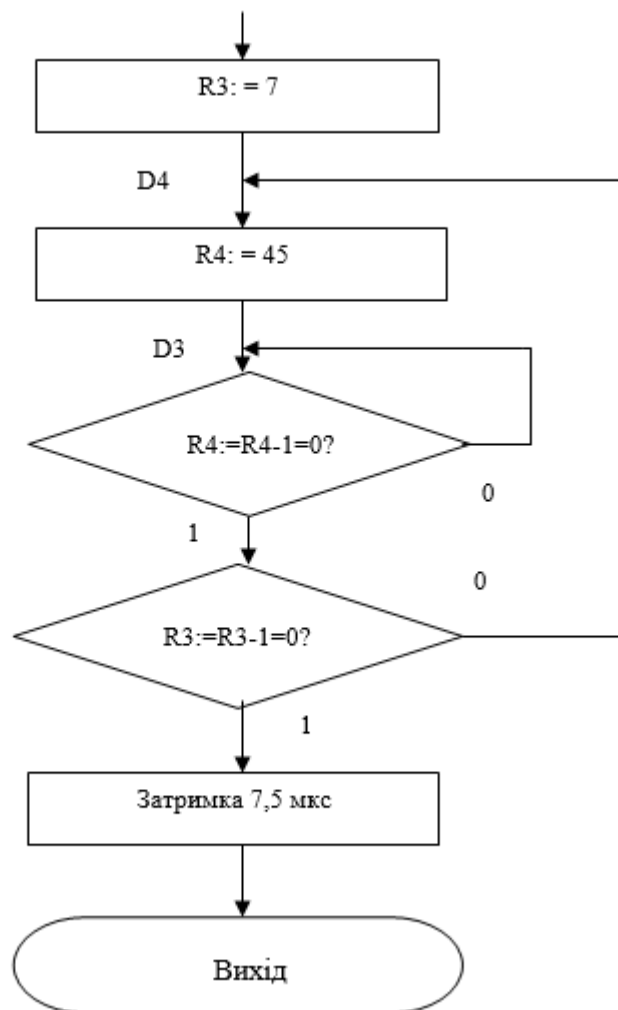 R3: = 7
D4
R4: = 45
D3
R4:=R4-1=0?
0
1
0
R3:=R3-1=0?
1
Затримка 7,5 мкс
Вихід